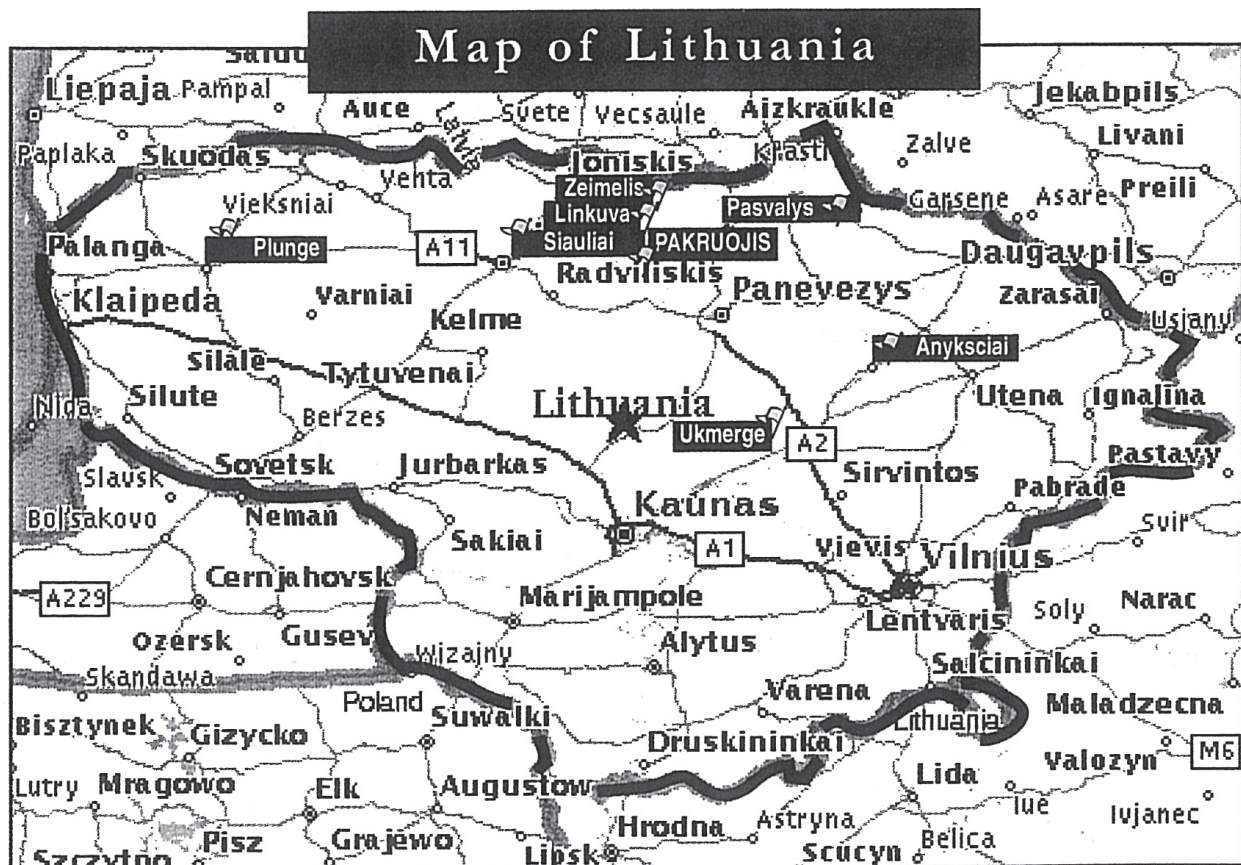 Map of Lithuania
Liepaja Pampal
Auce Svete Vecsaule Aizkraukle Jekabpils
Livani
Paplaka Skuodas Latvia Joniskis Zalve
Venta Zeimelis Preili
Vieksniai Linkuva Pasvalys Garsene Asare
Palanga Plunge A11 Siauliai PAKRUOJIS Daugavpils
Radviliskis
Klaipeda Varniai Panevezys Zarasai
Kelme Usjany
Silale Tytuvenai Anyksciai
Silute Lithuania Utena Ignalina
Nida Berzes Ukmerge A2
Slavsk Sovetsk Jurbarkas Sirvintos Pastavy
Bolsakovo Neman Kaunas Pabrade
Sakiai A1 Vievis Vilnius Svir
A229 Cernjahovsk Marijampole Lentvaris Soly Narac
Ozersk Gusev Alytus
Skandawa Wizajny Salcininkai
Poland Varena
Bisztynek Gizycko Suwalki Lithuania Maladzecna
Druskininkai M6
Lutry Mragowo Elk Augustow Lida Valozyn
Iue Ivjanec
Pisz Grajewo Hrodna Astryna
Szczytno Lipsk Scucyn Belica